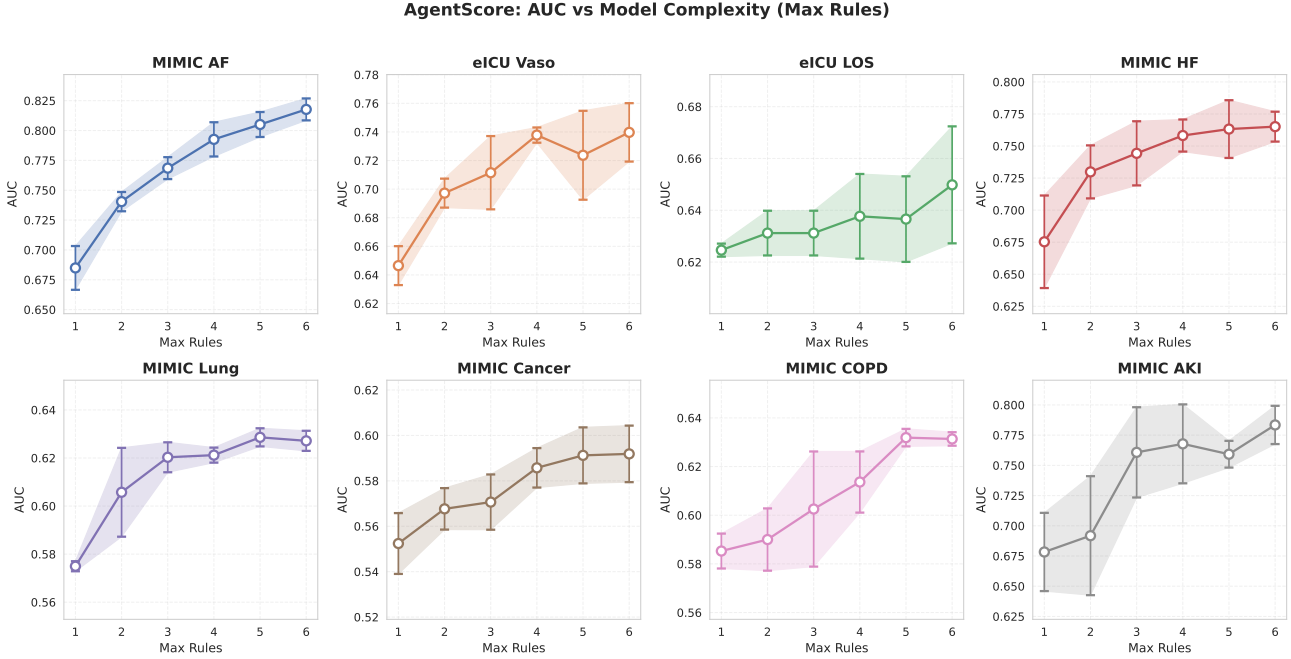 AgentScore: AUC vs Model Complexity (Max Rules)
MIMIC AF
AUC
0.825
0.800
0.775
0.750
0.725
0.700
0.675
0.650
1 2 3 4 5 6
Max Rules
eICU Vaso
AUC
0.78
0.76
0.74
0.72
0.70
0.68
0.66
0.64
0.62
1 2 3 4 5 6
Max Rules
eICU LOS
AUC
0.68
0.66
0.64
0.62
1 2 3 4 5 6
Max Rules
MIMIC HF
AUC
0.800
0.775
0.750
0.725
0.700
0.675
0.650
0.625
1 2 3 4 5 6
Max Rules
MIMIC Lung
AUC
0.64
0.62
0.60
0.58
0.56
1 2 3 4 5 6
Max Rules
MIMIC Cancer
AUC
0.62
0.60
0.58
0.56
0.54
0.52
1 2 3 4 5 6
Max Rules
MIMIC COPD
AUC
0.64
0.62
0.60
0.58
0.56
1 2 3 4 5 6
Max Rules
MIMIC AKI
AUC
0.800
0.775
0.750
0.725
0.700
0.675
0.650
0.625
1 2 3 4 5 6
Max Rules